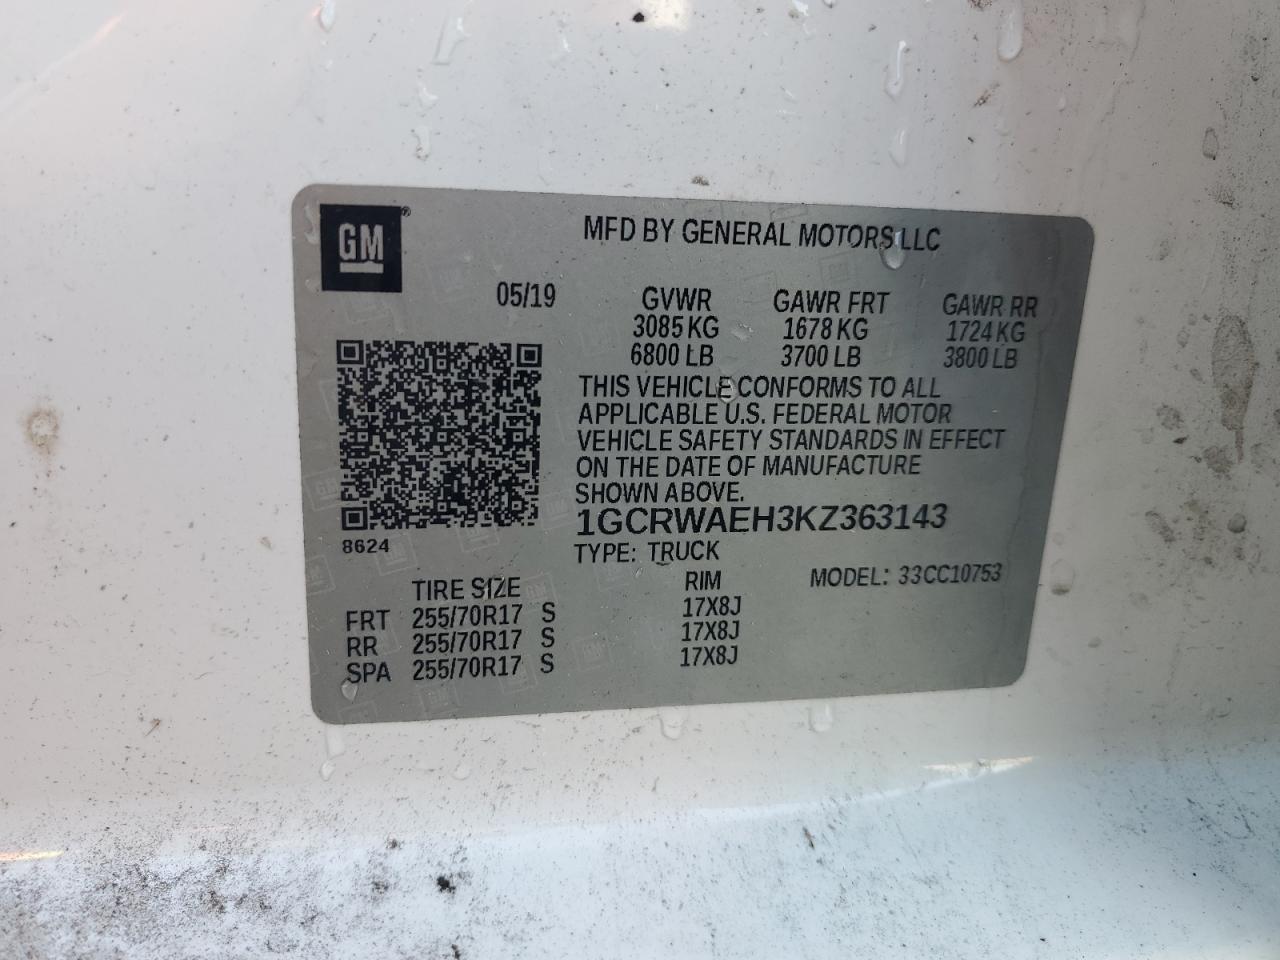 GM
MFD BY GENERAL MOTORS LLC
05/19 GVWR GAWR FRT GAWR RR
3085 KG 1678 KG 1724 KG
6800 LB 3700 LB 3800 LB
THIS VEHICLE CONFORMS TO ALL
APPLICABLE U.S. FEDERAL MOTOR
VEHICLE SAFETY STANDARDS IN EFFECT
ON THE DATE OF MANUFACTURE
SHOWN ABOVE.
1GCRWAEH3KZ363143
8624
TYPE: TRUCK
MODEL: 33CC10753
TIRE SIZE RIM
FRT 255/70R17 S 17X8J
RR 255/70R17 S 17X8J
SPA 255/70R17 S 17X8J